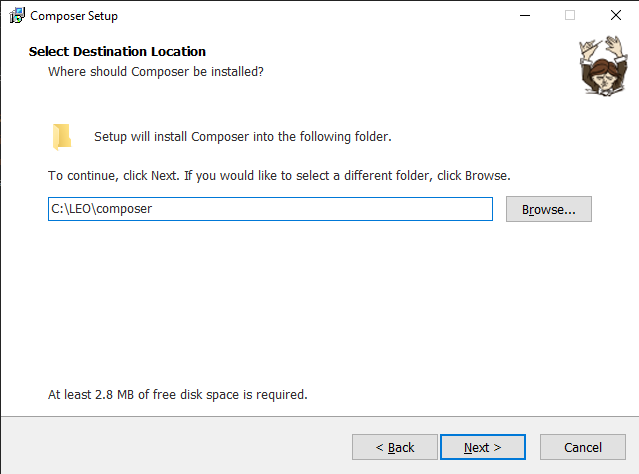 Composer Setup
Select Destination Location
Where should Composer be installed?
Setup will install Composer into the following folder.
To continue, click Next. If you would like to select a different folder, click Browse.
C:\LEO\composer
Browse...
At least 2.8 MB of free disk space is required.
< Back
Next >
Cancel